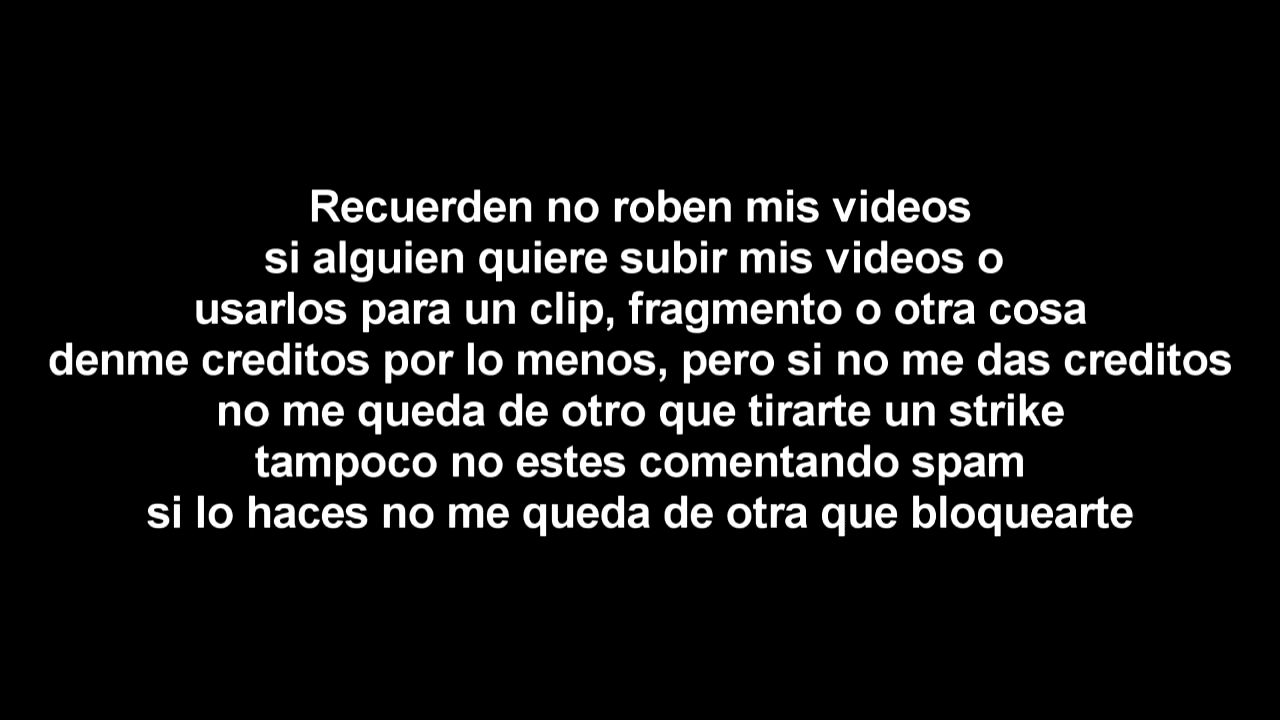 Recuerden no roben mis videos
si alguien quiere subir mis videos o
usarlos para un clip, fragmento o otra cosa
denme creditos por lo menos, pero si no me das creditos
no me queda de otro que tirarte un strike
tampoco no estes comentando spam
si lo haces no me queda de otra que bloquearte